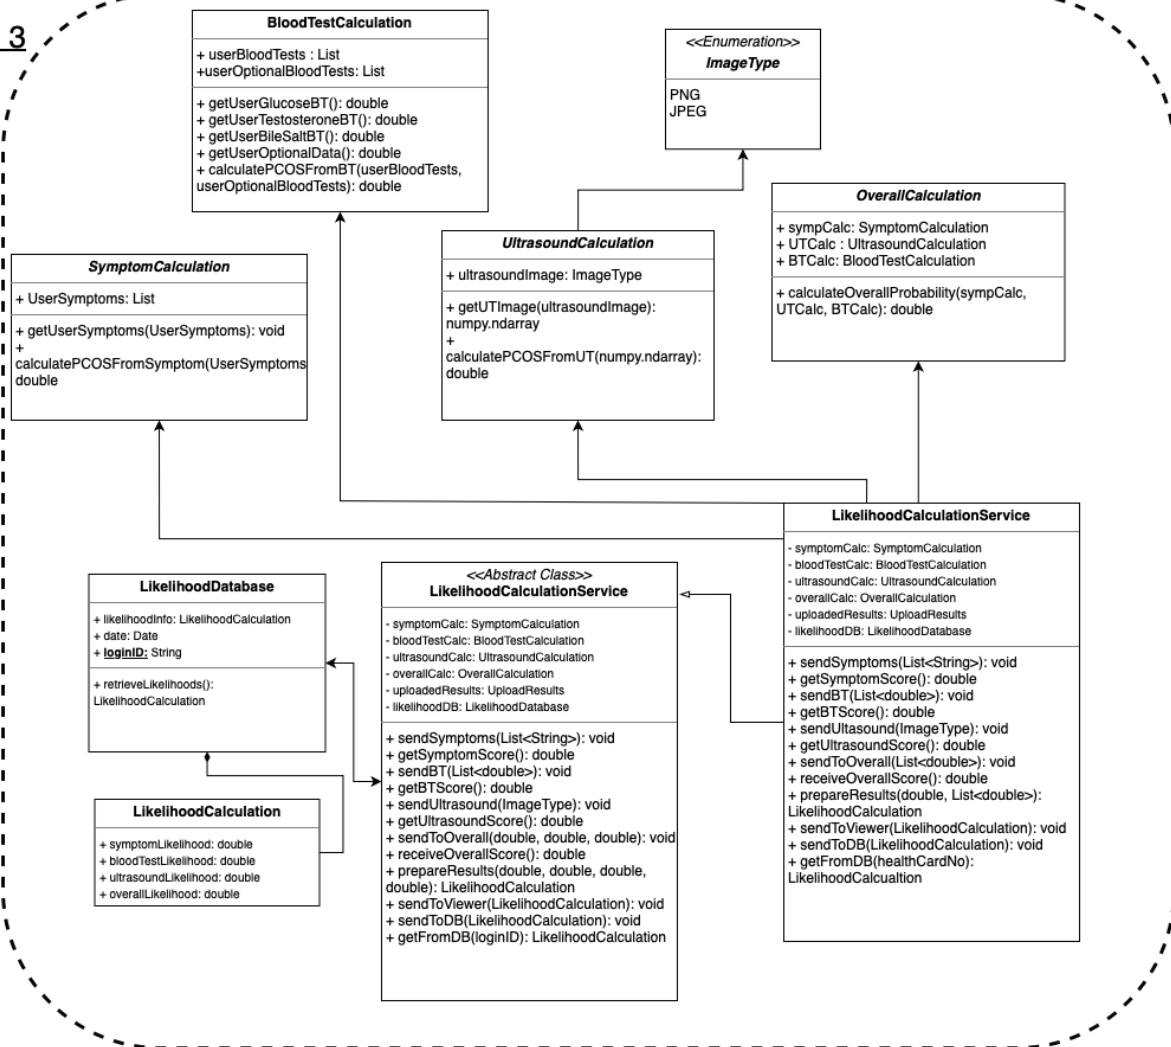 3
BloodTestCalculation
+ userBloodTests : List
+userOptionalBloodTests: List
+ getUserGlucoseBT(): double
+ getUserTestosteroneBT(): double
+ getUserBileSaltBT(): double
+ getUserOptionalData(): double
+ calculatePCOSFromBT(userBloodTests,
userOptionalBloodTests): double
<<Enumeration>>
ImageType
PNG
JPEG
OverallCalculation
+ sympCalc: SymptomCalculation
+ UTCalc : UltrasoundCalculation
+ BTCalc: BloodTestCalculation
+ calculateOverallProbability(sympCalc,
UTCalc, BTCalc): double
UltrasoundCalculation
+ ultrasoundImage: ImageType
+ getUTImage(ultrasoundImage):
numpy.ndarray
+
calculatePCOSFromUT(numpy.ndarray):
double
SymptomCalculation
+ UserSymptoms: List
+ getUserSymptoms(UserSymptoms): void
+
calculatePCOSFromSymptom(UserSymptoms
double
LikelihoodCalculationService
- symptomCalc: SymptomCalculation
- bloodTestCalc: BloodTestCalculation
- ultrasoundCalc: UltrasoundCalculation
- overallCalc: OverallCalculation
- uploadedResults: UploadResults
- likelihoodDB: LikelihoodDatabase
+ sendSymptoms(List<String>): void
+ getSymptomScore(): double
+ sendBT(List<double>): void
+ getBTScore(): double
+ sendUltasound(ImageType): void
+ getUltrasoundScore(): double
+ sendToOverall(List<double>): void
+ receiveOverallScore(): double
+ prepareResults(double, List<double>):
LikelihoodCalculation
+ sendToViewer(LikelihoodCalculation): void
+ sendToDB(LikelihoodCalculation): void
+ getFromDB(healthCardNo):
LikelihoodCalcualtion
<<Abstract Class>>
LikelihoodCalculationService
- symptomCalc: SymptomCalculation
- bloodTestCalc: BloodTestCalculation
- ultrasoundCalc: UltrasoundCalculation
- overallCalc: OverallCalculation
- uploadedResults: UploadResults
- likelihoodDB: LikelihoodDatabase
+ sendSymptoms(List<String>): void
+ getSymptomScore(): double
+ sendBT(List<double>): void
+ getBTScore(): double
+ sendUltrasound(ImageType): void
+ getUltrasoundScore(): double
+ sendToOverall(double, double, double): void
+ receiveOverallScore(): double
+ prepareResults(double, double, double,
double): LikelihoodCalculation
+ sendToViewer(LikelihoodCalculation): void
+ sendToDB(LikelihoodCalculation): void
+ getFromDB(loginID): LikelihoodCalculation
LikelihoodDatabase
+ likelihoodInfo: LikelihoodCalculation
+ date: Date
+ loginID: String
+ retrieveLikelihoods():
LikelihoodCalculation
LikelihoodCalculation
+ symptomLikelihood: double
+ bloodTestLikelihood: double
+ ultrasoundLikelihood: double
+ overallLikelihood: double